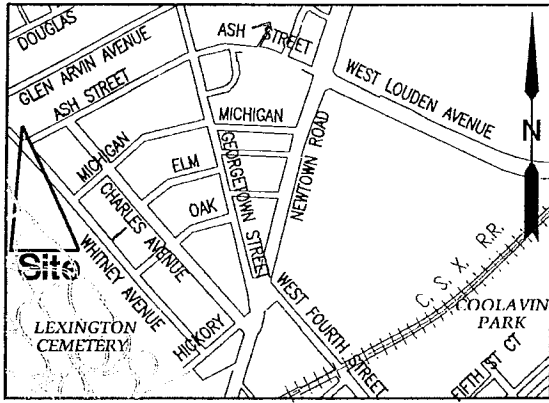 DOUGLAS
GLEN ARVIN AVENUE
ASH STREET
ASH STREET
WEST LOUDEN AVENUE
MICHIGAN
MICHIGAN
ELM
OAK
GEORGETOWN STREET
NEWTOWN ROAD
N
CHARLES AVENUE
WHITNEY AVENUE
Site
C. S. X. R.R.
COOLAVIN
PARK
LEXINGTON
CEMETERY
HICKORY
WEST FOURTH STREET
FIFTH ST CT